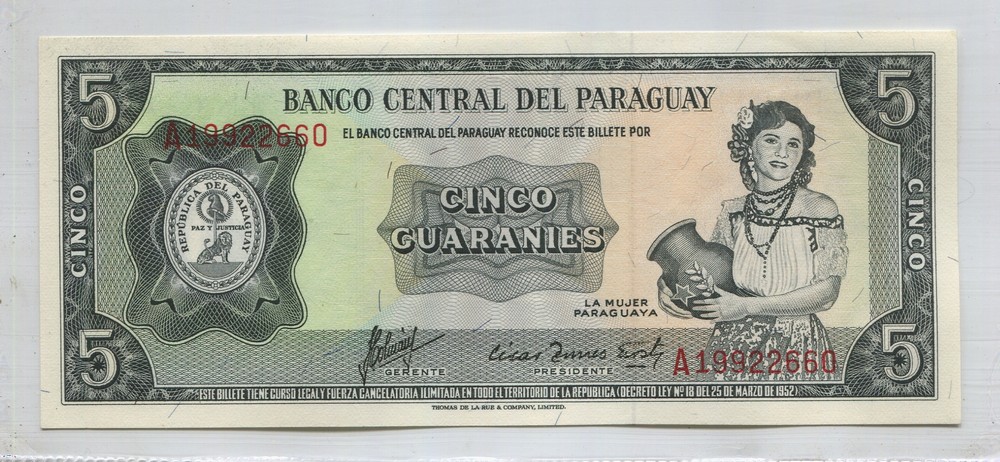 5
5
BANCO CENTRAL DEL PARAGUAY
A19922660
EL BANCO CENTRAL DEL PARAGUAY RECONOCE ESTE BILLETE POR
REPÚBLICA DEL PARAGUAY
PAZ Y JUSTICIA
CINCO
CINCO
GUARANIES
CINCO
LA MUJER
PARAGUAYA
5
GERENTE
PRESIDENTE
A19922660
5
ESTE BILLETE TIENE CURSO LEGAL Y FUERZA CANCELATORIA ILIMITADA EN TODO EL TERRITORIO DE LA REPUBLICA (DECRETO LEY Nº 18 DEL 25 DE MARZO DE 1952)
THOMAS DE LA RUE & COMPANY, LIMITED.